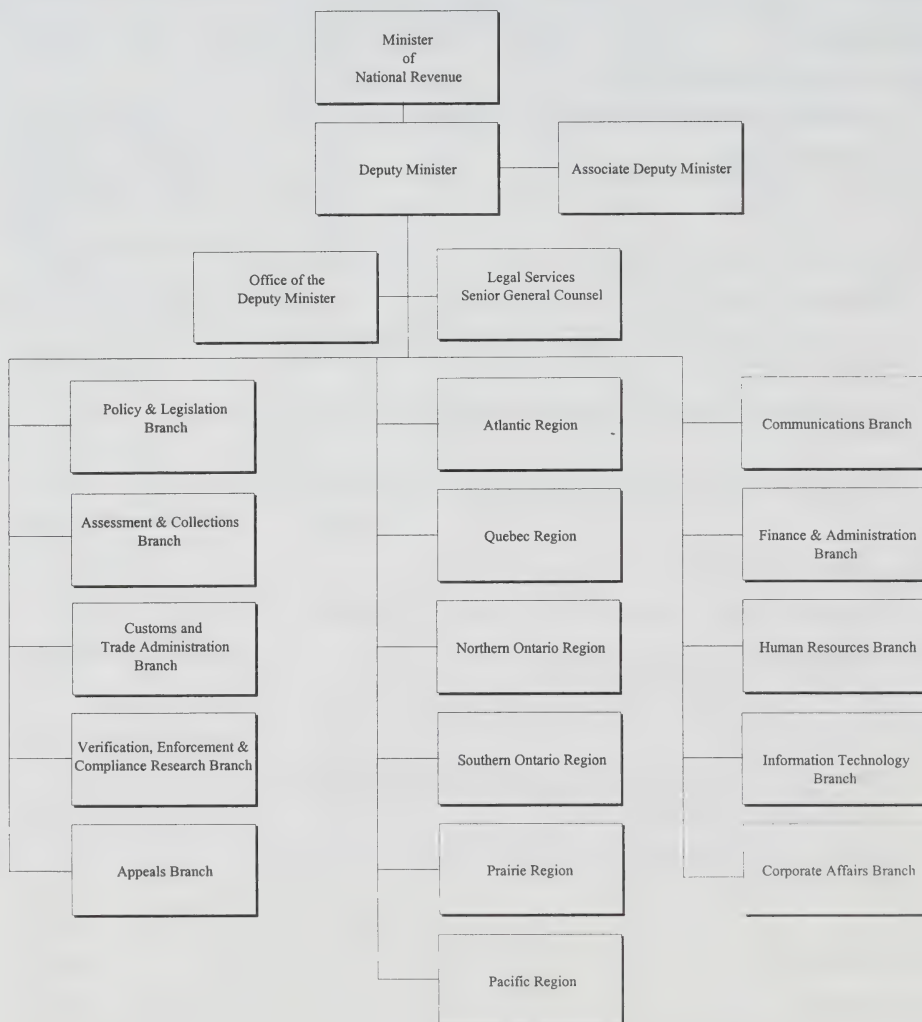 Minister
of
National Revenue
Deputy Minister
Associate Deputy Minister
Office of the
Deputy Minister
Legal Services
Senior General Counsel
Policy & Legislation
Branch
Assessment & Collections
Branch
Customs and
Trade Administration
Branch
Verification, Enforcement &
Compliance Research Branch
Appeals Branch
Atlantic Region
Quebec Region
Northern Ontario Region
Southern Ontario Region
Prairie Region
Pacific Region
Communications Branch
Finance & Administration
Branch
Human Resources Branch
Information Technology
Branch
Corporate Affairs Branch